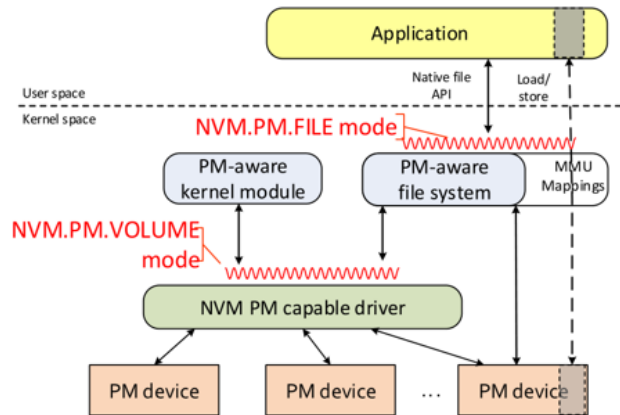 Application
Native file
API
Load/
store
User space
Kernel space
NVM.PM.FILE mode
PM-aware
kernel module
PM-aware
file system
MMU
Mappings
NVM.PM.VOLUME
mode
NVM PM capable driver
PM device
PM device
...
PM device